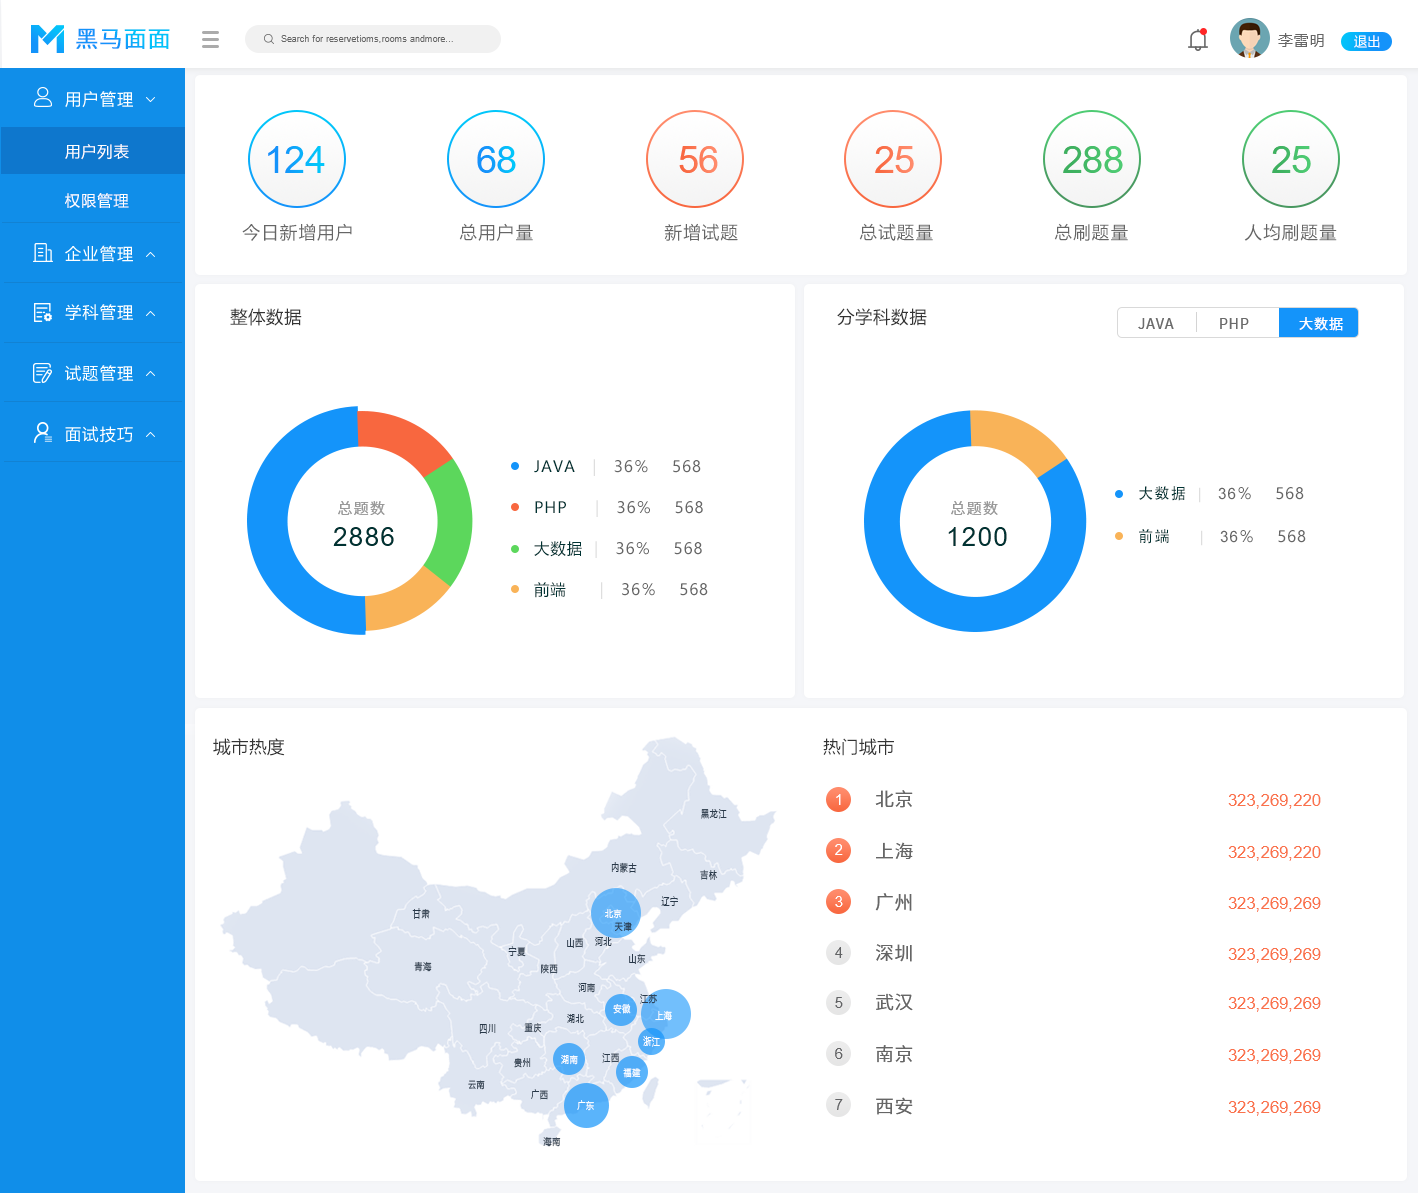 黑马面面
Search for reservetioms,rooms andmore...
李雷明
退出
用户管理
用户列表
权限管理
企业管理
学科管理
试题管理
面试技巧
124
68
56
25
288
25
今日新增用户
总用户量
新增试题
总试题量
总刷题量
人均刷题量
整体数据
总题数
2886
JAVA | 36% 568
PHP | 36% 568
大数据 | 36% 568
前端 | 36% 568
分学科数据
JAVA
PHP
大数据
总题数
1200
大数据 | 36% 568
前端 | 36% 568
城市热度
黑龙江
内蒙古
吉林
辽宁
甘肃
北京
天津
山西
河北
宁夏
山东
青海
陕西
河南
江苏
安徽
上海
湖北
四川
重庆
浙江
江西
湖南
贵州
福建
云南
广西
广东
海南
热门城市
1 北京 323,269,220
2 上海 323,269,220
3 广州 323,269,269
4 深圳 323,269,269
5 武汉 323,269,269
6 南京 323,269,269
7 西安 323,269,269